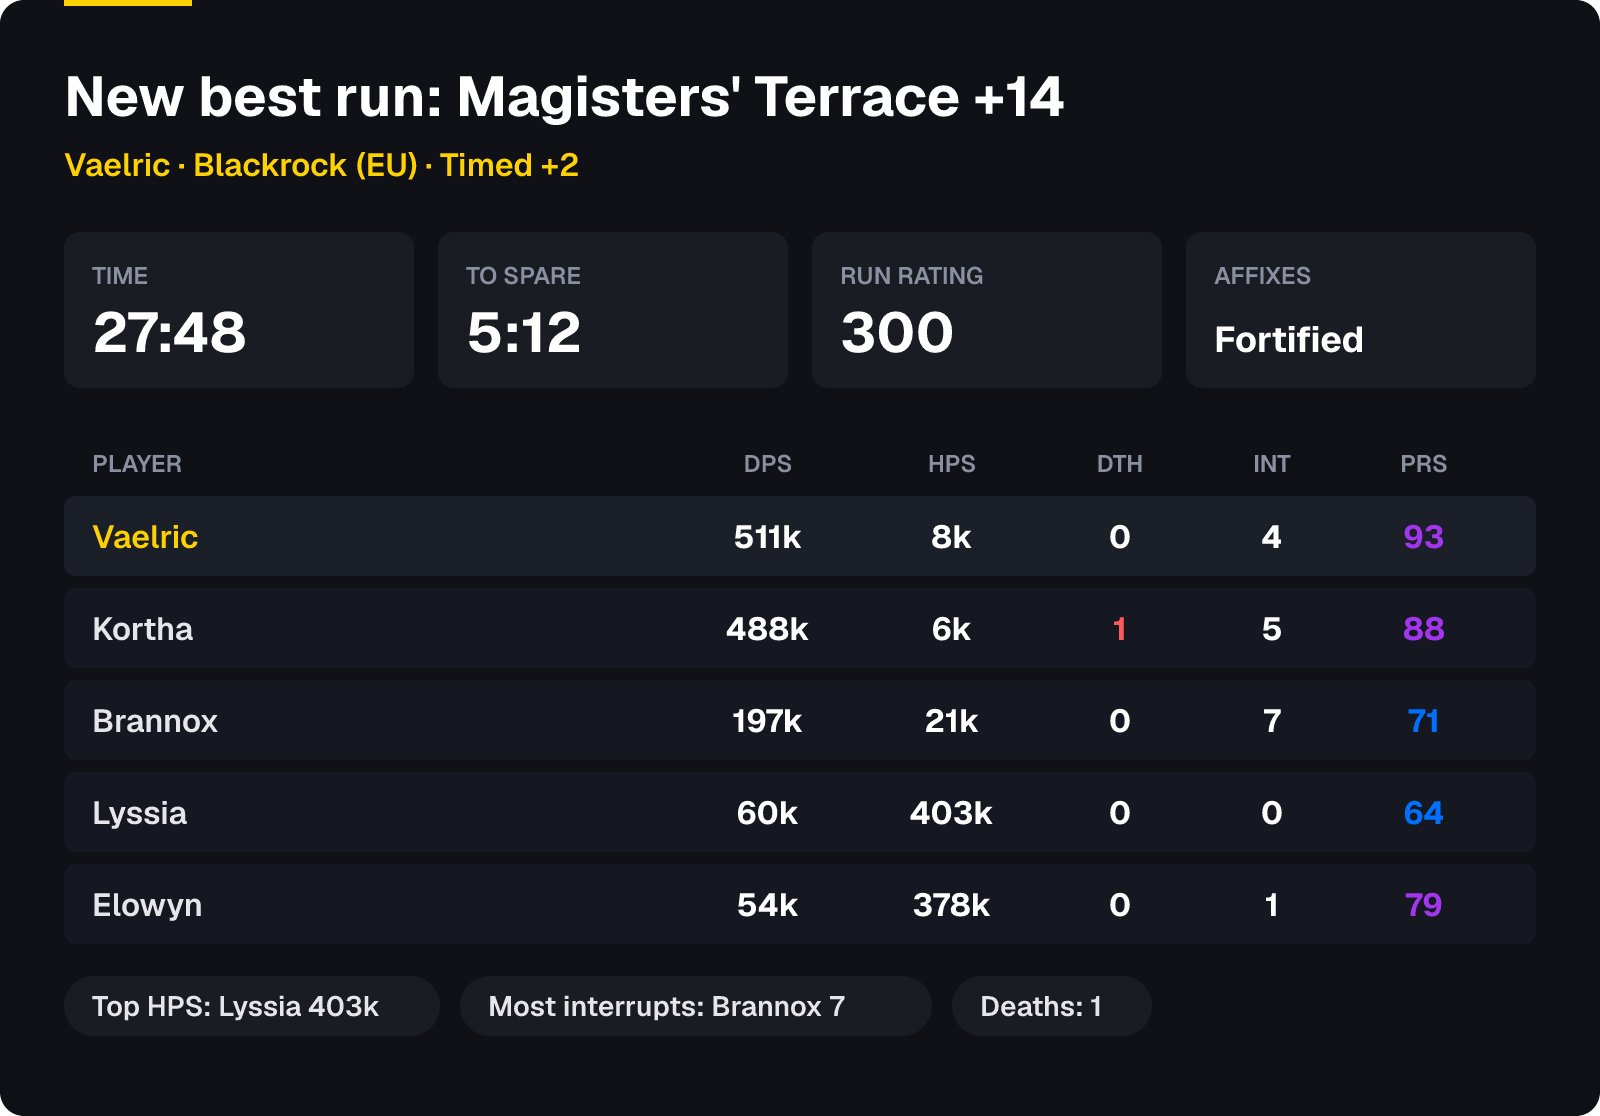 New best run: Magisters' Terrace +14
Vaelric · Blackrock (EU) · Timed +2
TIME TO SPARE RUN RATING AFFIXES
27:48 5:12 300 Fortified
PLAYER DPS HPS DTH INT PRS
Vaelric 511k 8k 0 4 93
Kortha 488k 6k 1 5 88
Brannox 197k 21k 0 7 71
Lyssia 60k 403k 0 0 64
Elowyn 54k 378k 0 1 79
Top HPS: Lyssia 403k Most interrupts: Brannox 7 Deaths: 1